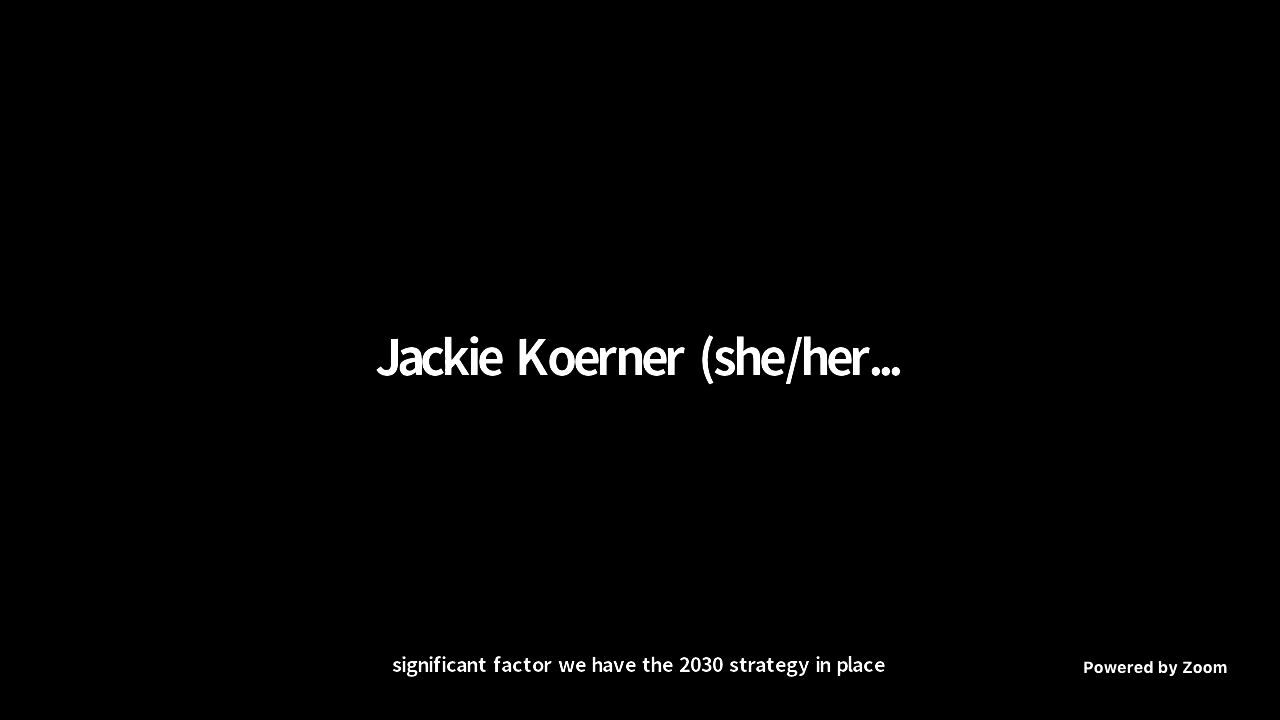 Jackie Koerner (she/her...
significant factor we have the 2030 strategy in place
Powered by Zoom